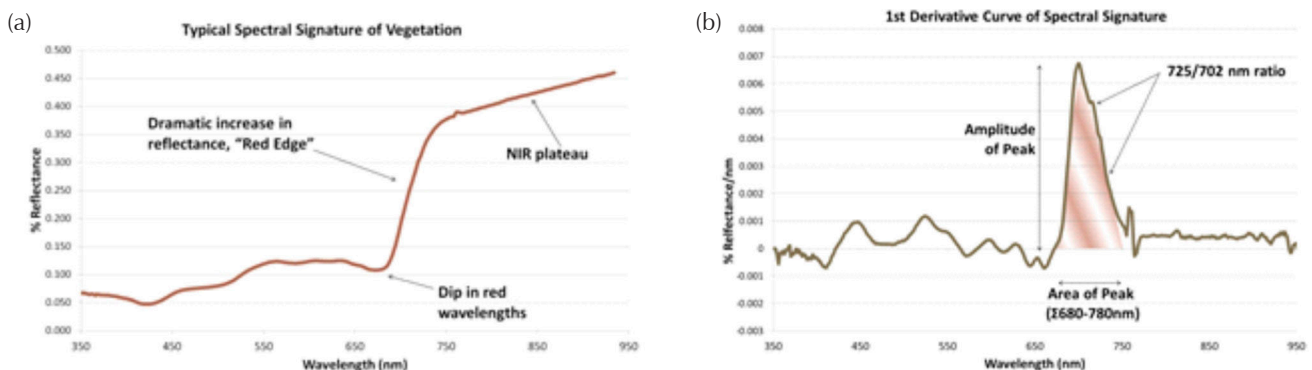 (a)
Typical Spectral Signature of Vegetation
% Reflectance
0.500
0.450
0.400
0.350
0.300
0.250
0.200
0.150
0.100
0.050
0.000
Dramatic increase in
reflectance, "Red Edge"
NIR plateau
Dip in red
wavelengths
350
450
550
650
750
850
950
Wavelength (nm)
(b)
1st Derivative Curve of Spectral Signature
% Relfectance/nm
0.008
0.007
0.006
0.005
0.004
0.003
0.002
0.001
0
-0.001
-0.002
-0.003
725/702 nm ratio
Amplitude
of Peak
Area of Peak
(Σ680-780nm)
350
450
550
650
750
850
950
Wavelength (nm)